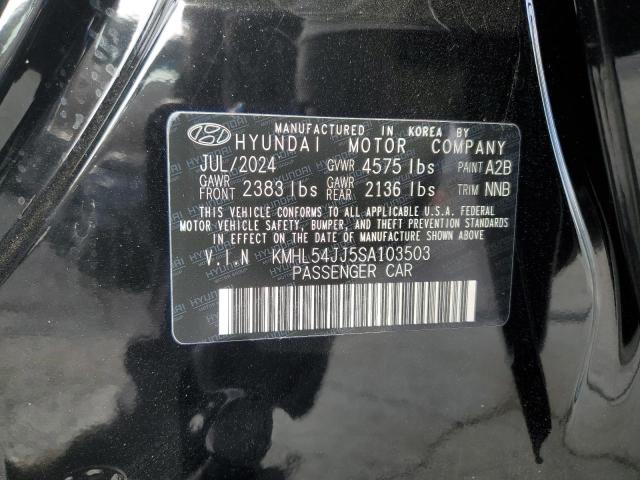 MANUFACTURED IN KOREA BY
HYUNDAI MOTOR COMPANY
JUL/2024 GVWR 4575 lbs PAINT A2B
GAWR FRONT 2383 lbs GAWR REAR 2136 lbs TRIM NNB
THIS VEHICLE CONFORMS TO ALL APPLICABLE U.S.A. FEDERAL
MOTOR VEHICLE SAFETY, BUMPER, AND THEFT PREVENTION
STANDARDS IN EFFECT ON THE DATE OF MANUFACTURE
SHOWN ABOVE.
V.I.N KMHL54JJ5SA103503
PASSENGER CAR